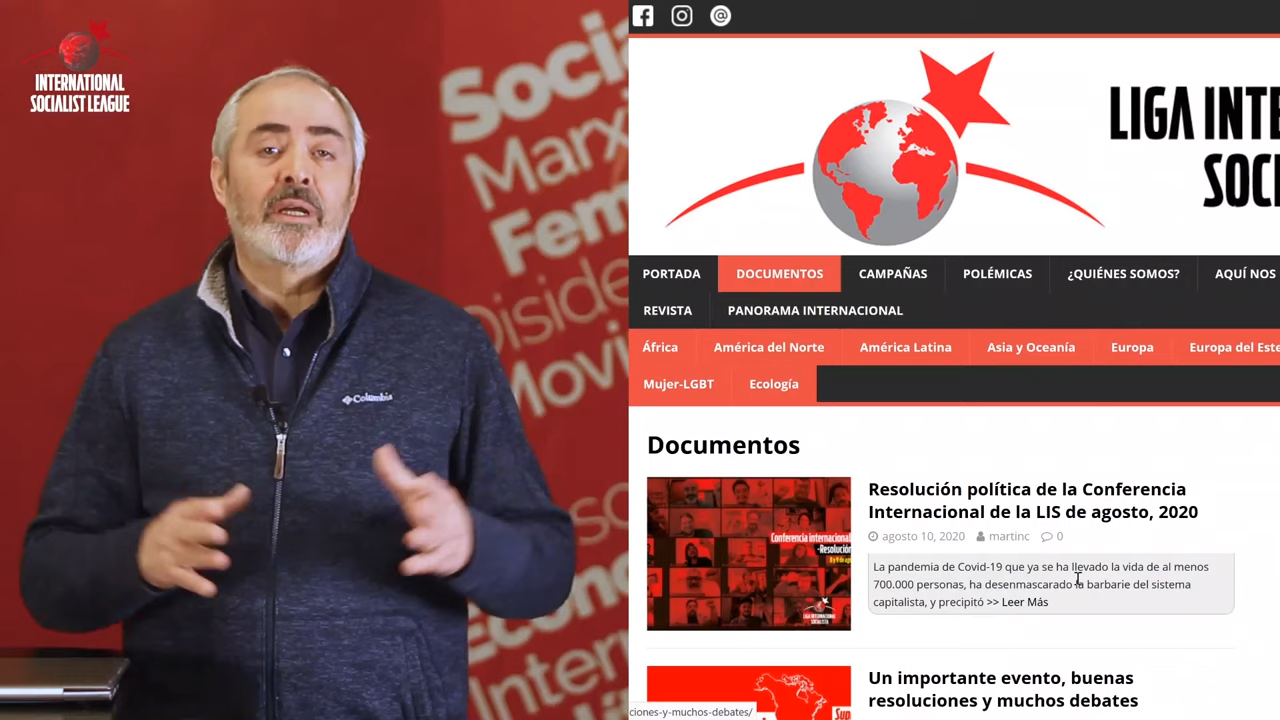 INTERNATIONAL
SOCIALIST LEAGUE
Columbia
LIGA INTE
SOCI
PORTADA
DOCUMENTOS
CAMPAÑAS
POLÉMICAS
¿QUIÉNES SOMOS?
AQUÍ NOS
REVISTA
PANORAMA INTERNACIONAL
África
América del Norte
América Latina
Asia y Oceanía
Europa
Europa del Este
Mujer-LGBT
Ecología
Documentos
Conferencia internacional
Resolución política de la Conferencia
Internacional de la LIS de agosto, 2020
agosto 10, 2020 martinc 0
La pandemia de Covid-19 que ya se ha llevado la vida de al menos
700.000 personas, ha desenmascarado la barbarie del sistema
capitalista, y precipitó >> Leer Más
Un importante evento, buenas
resoluciones y muchos debates
ciones-y-muchos-debates/